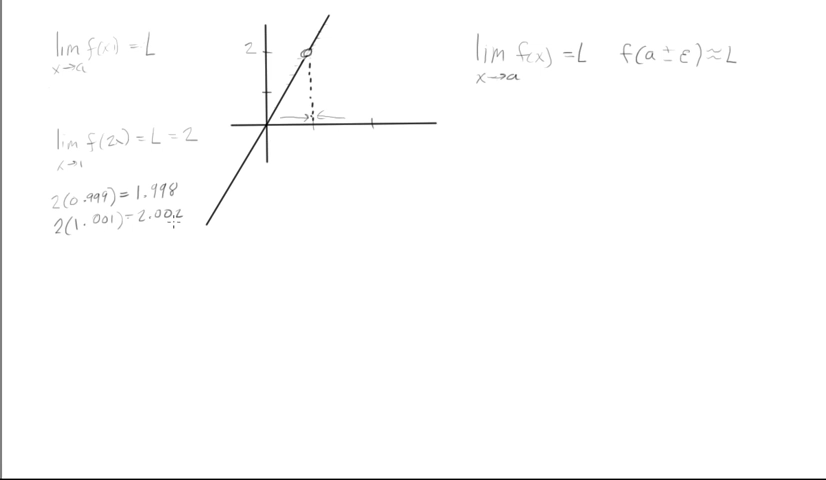 lim f(x) = L
x→a
2
lim f(2x) = L = 2
x→1
2(0.999) = 1.998
2(1.001) = 2.002
lim f(x) = L f(a ± ε) ≈ L
x→a